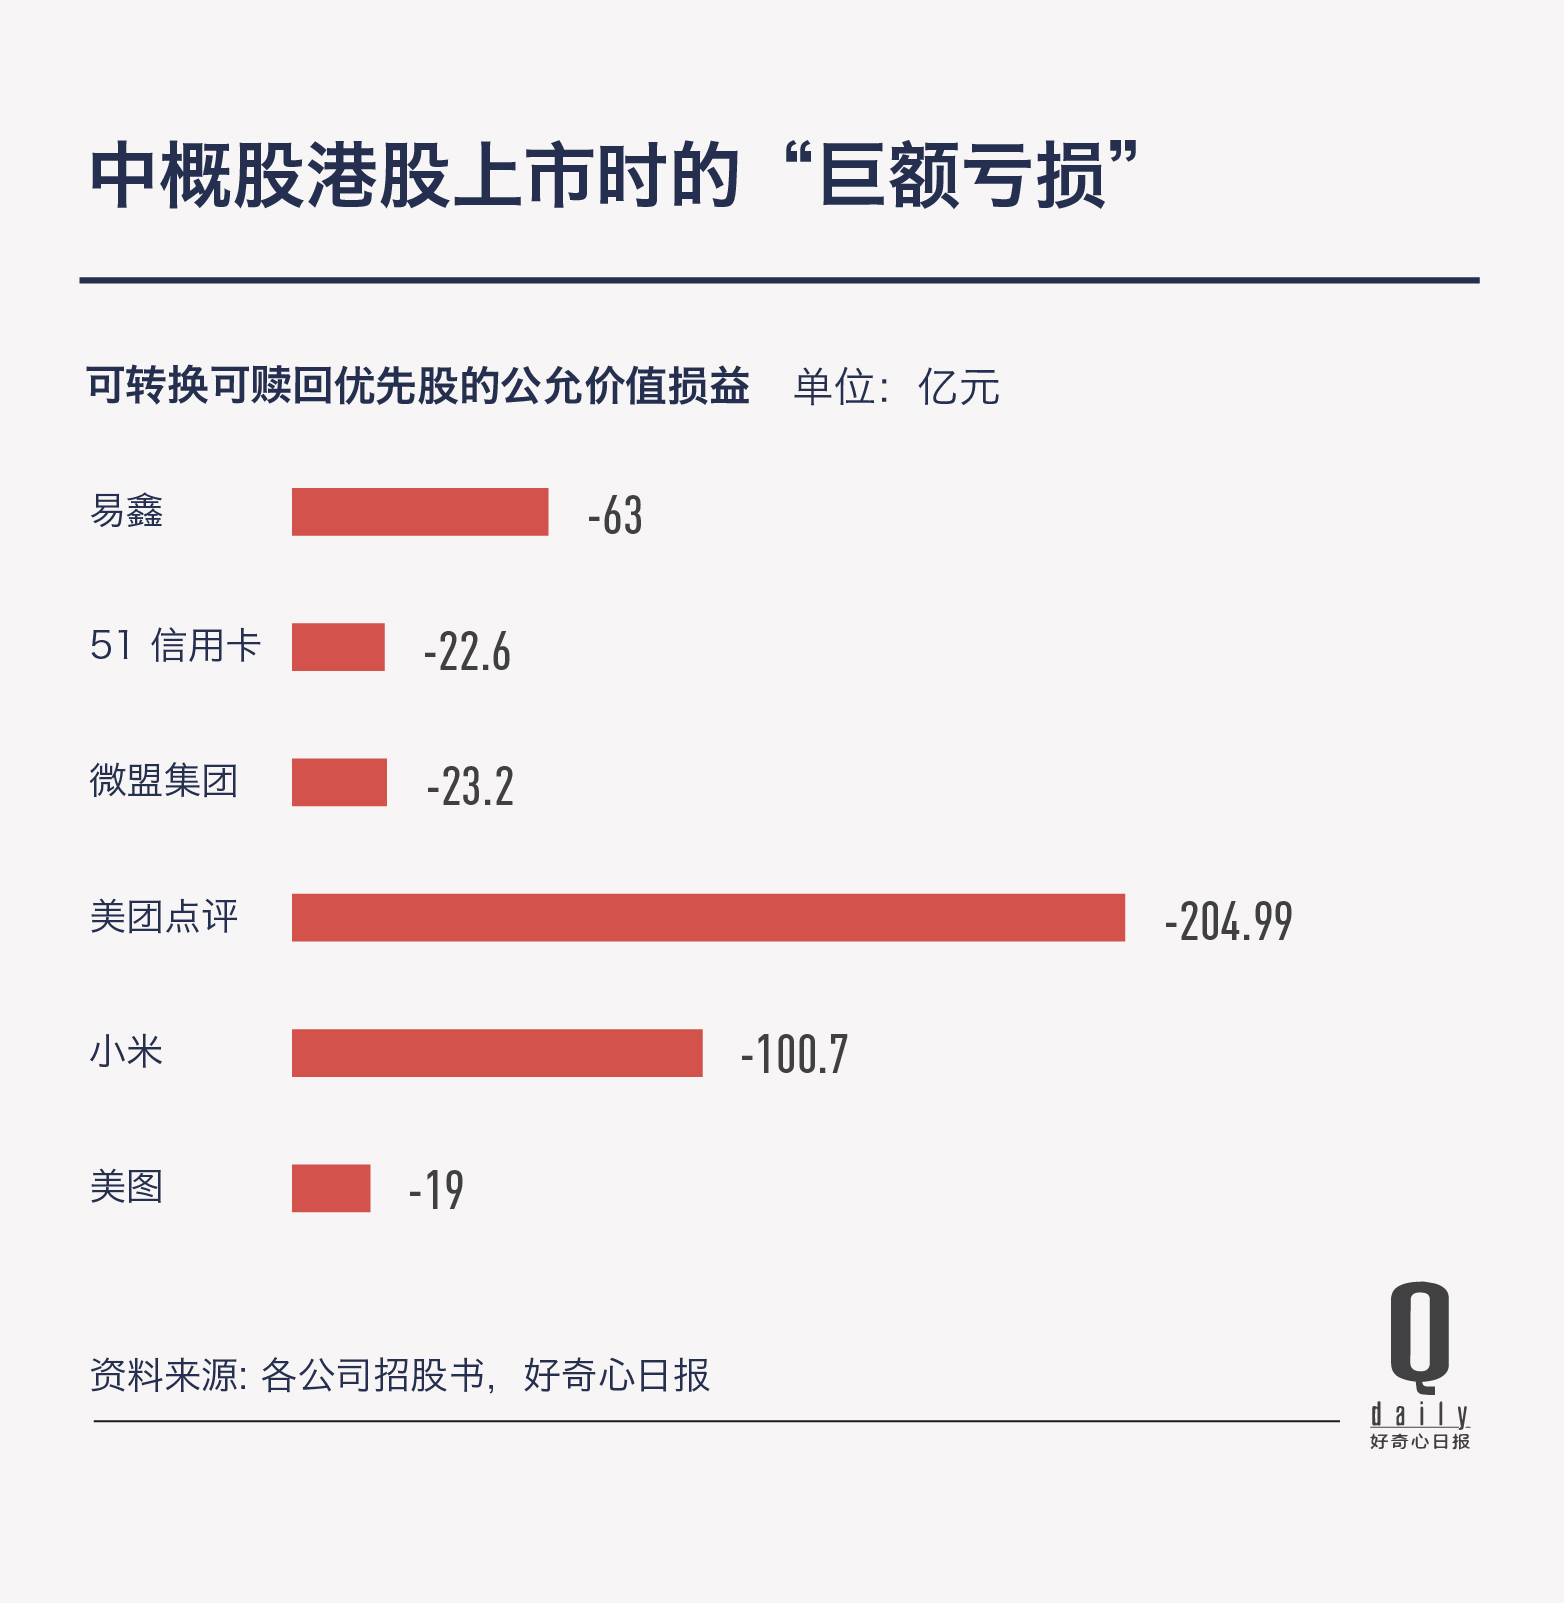 中概股港股上市时的“巨额亏损”
可转换可赎回优先股的公允价值损益 单位：亿元
易鑫 -63
51 信用卡 -22.6
微盟集团 -23.2
美团点评 -204.99
小米 -100.7
美图 -19
资料来源: 各公司招股书，好奇心日报
Q
daily
好奇心日报